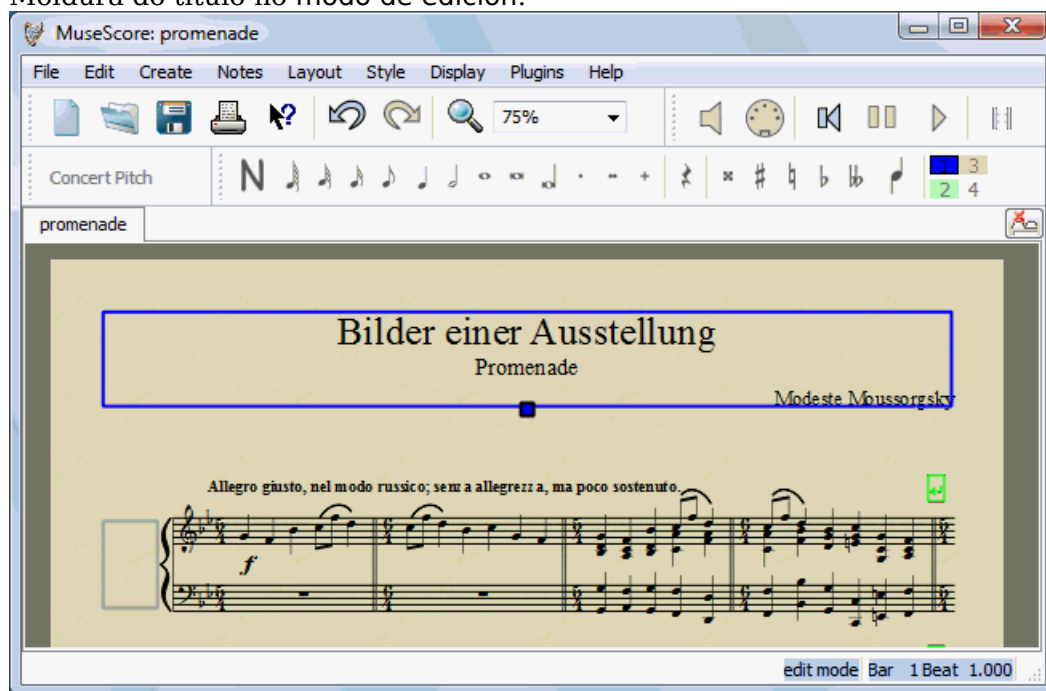 Moldura do título no modo de edición.
MuseScore: promenade
File Edit Create Notes Layout Style Display Plugins Help
75%
Concert Pitch
N
1 3
2 4
promenade
Bilder einer Ausstellung
Promenade
Modeste Moussorgsky
Allegro giusto, nel modo russico; senza allegrezza, ma poco sostenuto.
f
edit mode Bar 1 Beat 1.000